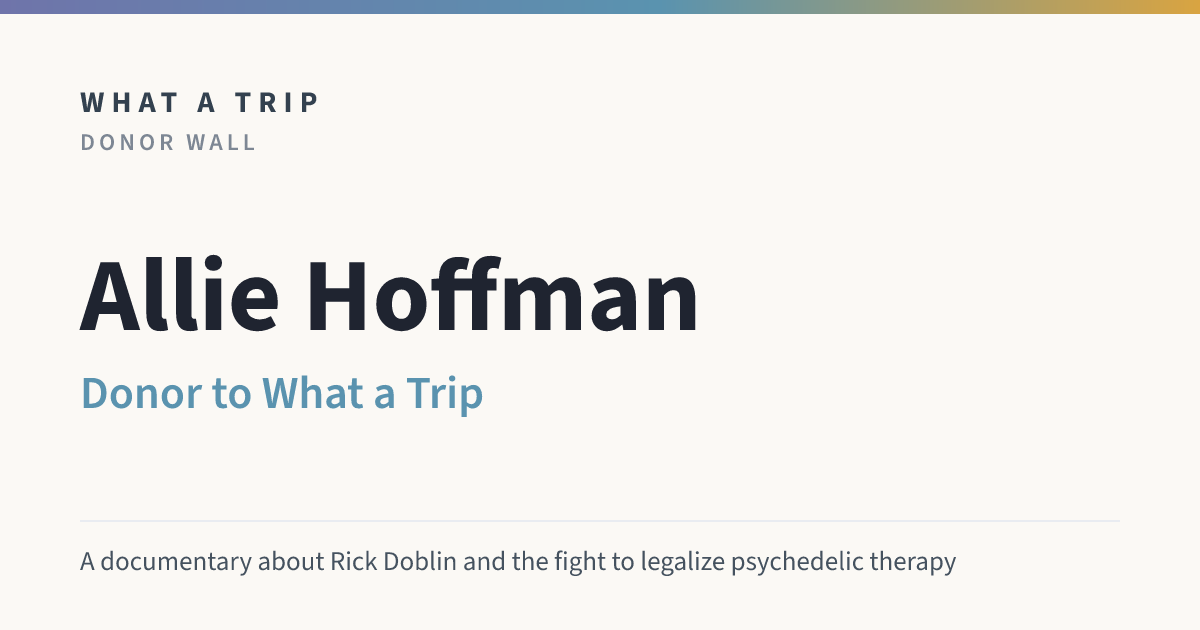 WHAT A TRIP
DONOR WALL
Allie Hoffman
Donor to What a Trip
A documentary about Rick Doblin and the fight to legalize psychedelic therapy